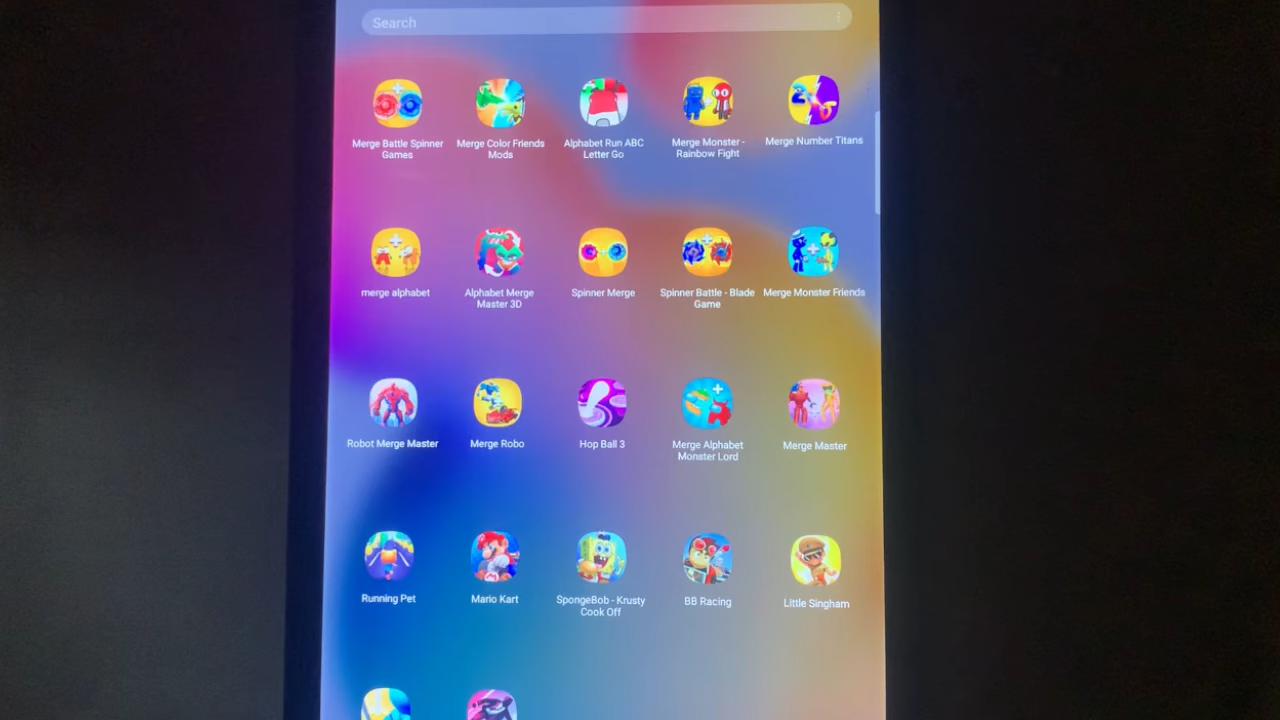 Search
Merge Battle Spinner
Games
Merge Color Friends
Mods
Alphabet Run ABC
Letter Go
Merge Monster -
Rainbow Fight
Merge Number Titans
merge alphabet
Alphabet Merge
Master 3D
Spinner Merge
Spinner Battle - Blade
Game
Merge Monster Friends
Robot Merge Master
Merge Robo
Hop Ball 3
Merge Alphabet
Monster Lord
Merge Master
Running Pet
Mario Kart
SpongeBob - Krusty
Cook Off
BB Racing
Little Singham